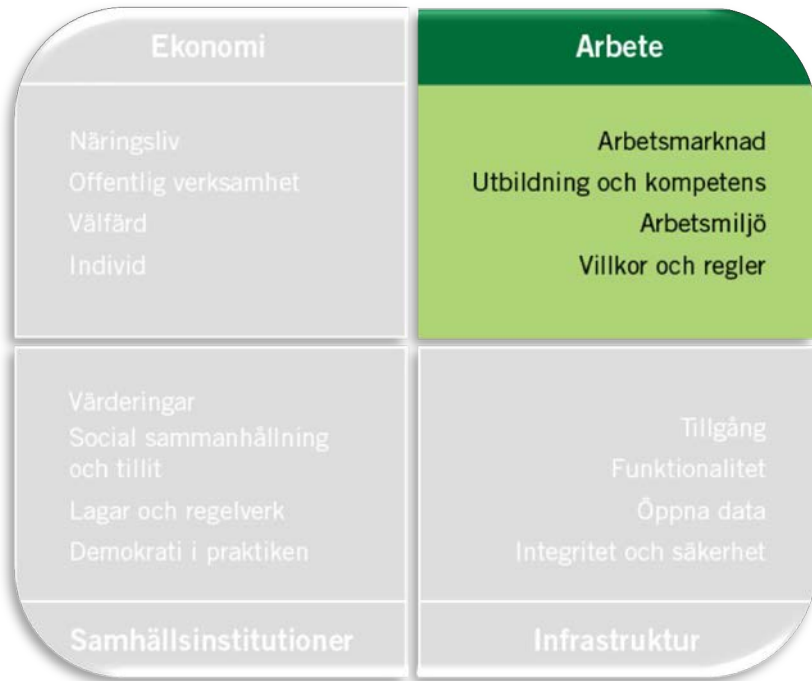 Ekonomi
Näringsliv
Offentlig verksamhet
Välfärd
Individ
Arbete
Arbetsmarknad
Utbildning och kompetens
Arbetsmiljö
Villkor och regler
Värderingar
Social sammanhållning
och tillit
Lagar och regelverk
Demokrati i praktiken
Samhällsinstitutioner
Tillgång
Funktionalitet
Öppna data
Integritet och säkerhet
Infrastruktur